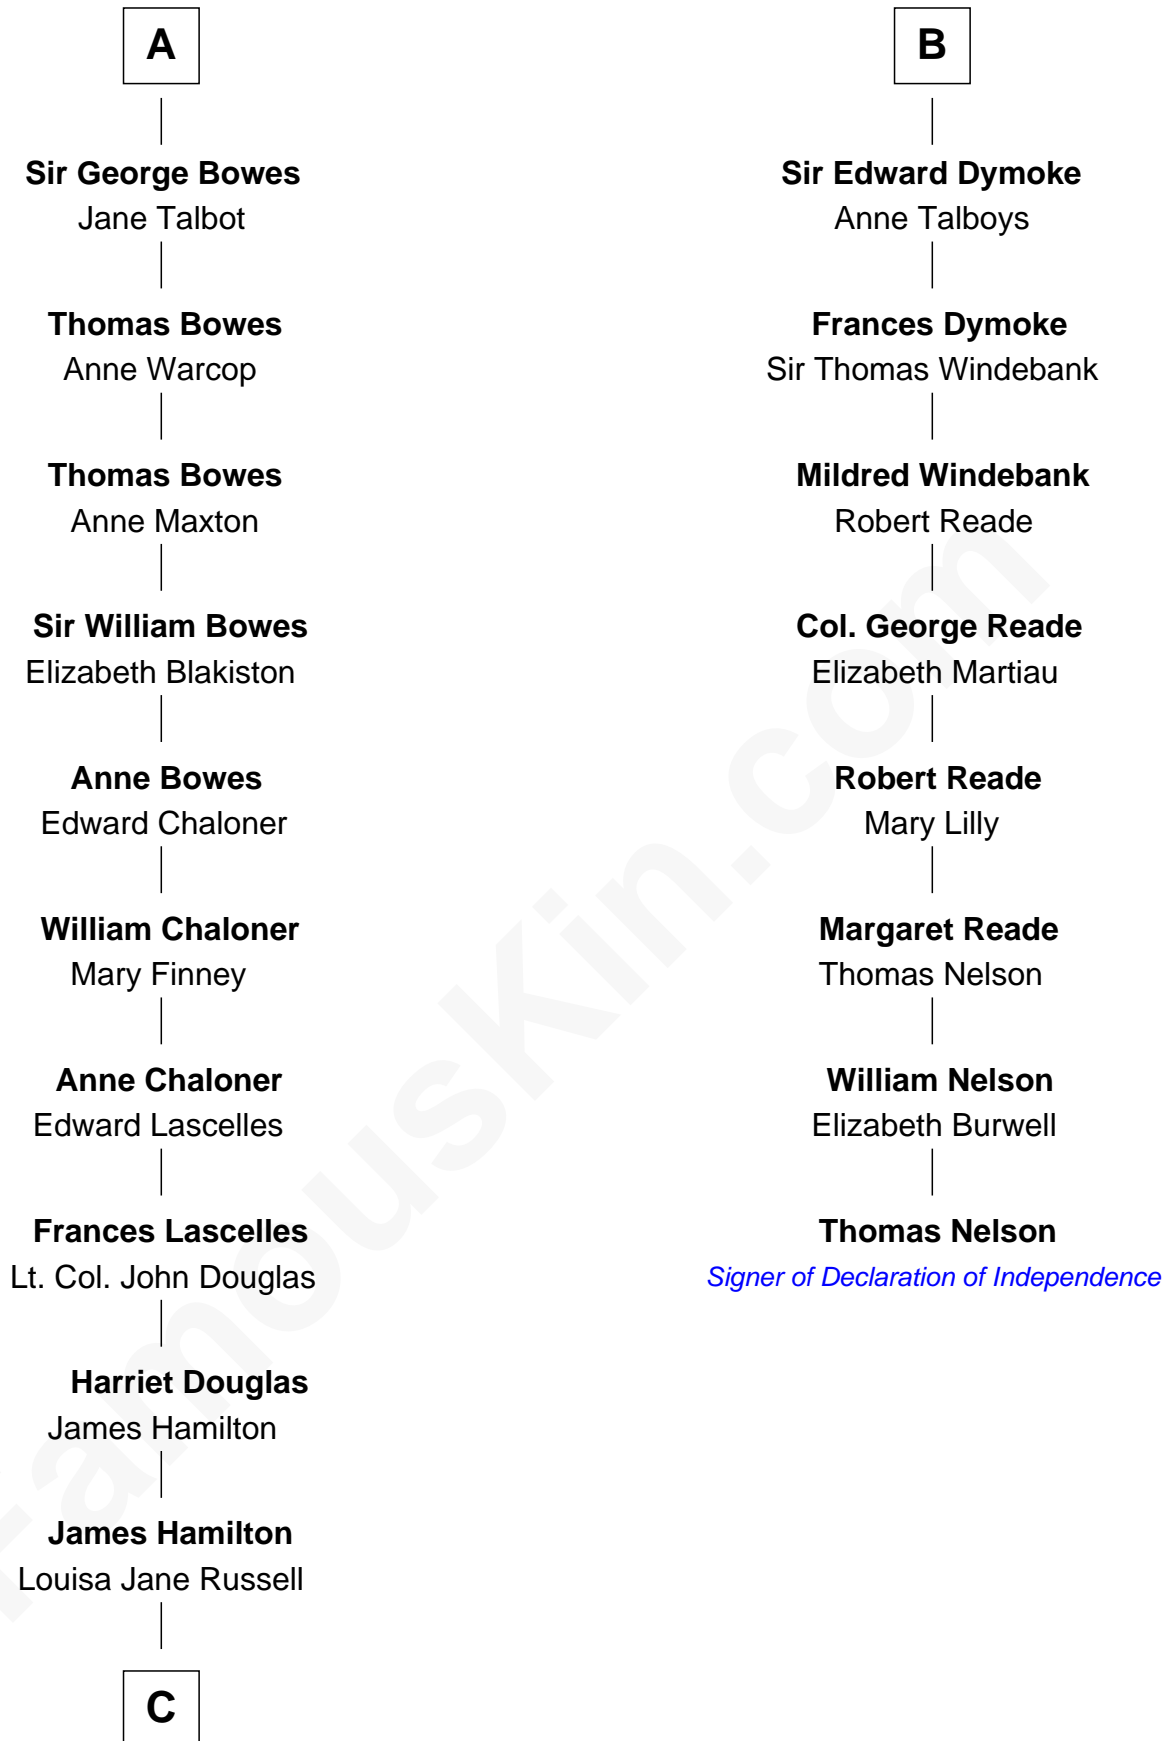 A
Sir George Bowes
Jane Talbot
Thomas Bowes
Anne Warcop
Thomas Bowes
Anne Maxton
Sir William Bowes
Elizabeth Blakiston
Anne Bowes
Edward Chaloner
William Chaloner
Mary Finney
Anne Chaloner
Edward Lascelles
Frances Lascelles
Lt. Col. John Douglas
Harriet Douglas
James Hamilton
James Hamilton
Louisa Jane Russell
C
B
Sir Edward Dymoke
Anne Talboys
Frances Dymoke
Sir Thomas Windebank
Mildred Windebank
Robert Reade
Col. George Reade
Elizabeth Martiau
Robert Reade
Mary Lilly
Margaret Reade
Thomas Nelson
William Nelson
Elizabeth Burwell
Thomas Nelson
Signer of Declaration of Independence
FamousKin.com